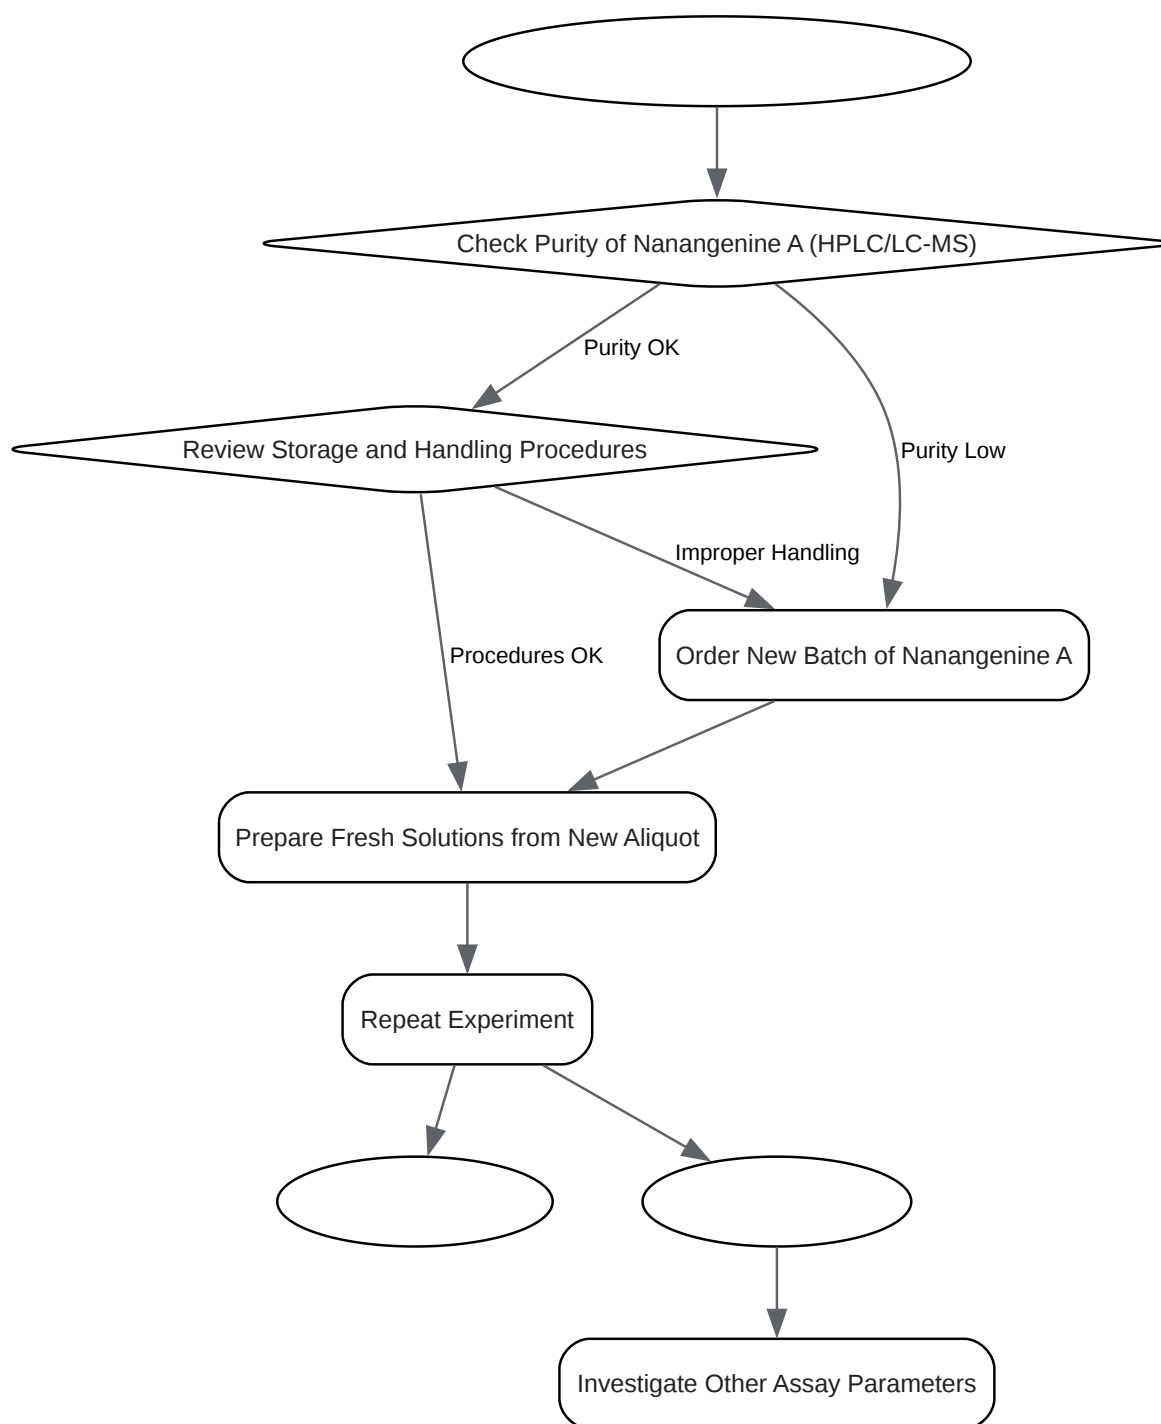 Check Purity of Nanangenine A (HPLC/LC-MS)
Purity OK
Review Storage and Handling Procedures
Purity Low
Improper Handling
Procedures OK
Order New Batch of Nanangenine A
Prepare Fresh Solutions from New Aliquot
Repeat Experiment
Investigate Other Assay Parameters